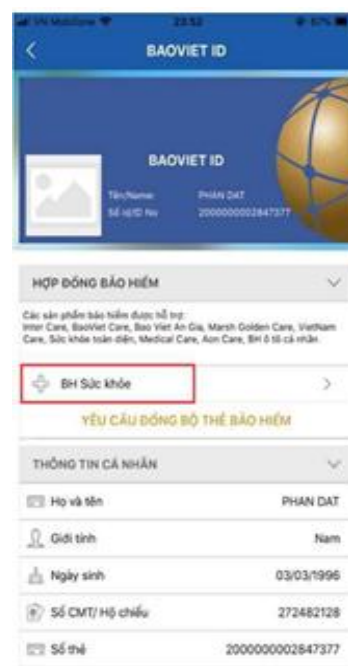 VN Mobifone 23:52 67%
BAOVIET ID
BAOVIET ID
Tên/Name: PHAN DAT
Số id/ID No 2000000002847377
HỢP ĐỒNG BẢO HIỂM
Các sản phẩm bảo hiểm được hỗ trợ:
Inter Care, BaoViet Care, Bao Viet An Gia, Marsh Golden Care, VietNam
Care, Sức khỏe toàn diện, Medical Care, Aon Care, BH ô tô cá nhân.
BH Sức khỏe
YÊU CẦU ĐỒNG BỘ THẺ BẢO HIỂM
THÔNG TIN CÁ NHÂN
Họ và tên PHAN DAT
Giới tính Nam
Ngày sinh 03/03/1996
Số CMT/ Hộ chiếu 272482128
Số thẻ 2000000002847377